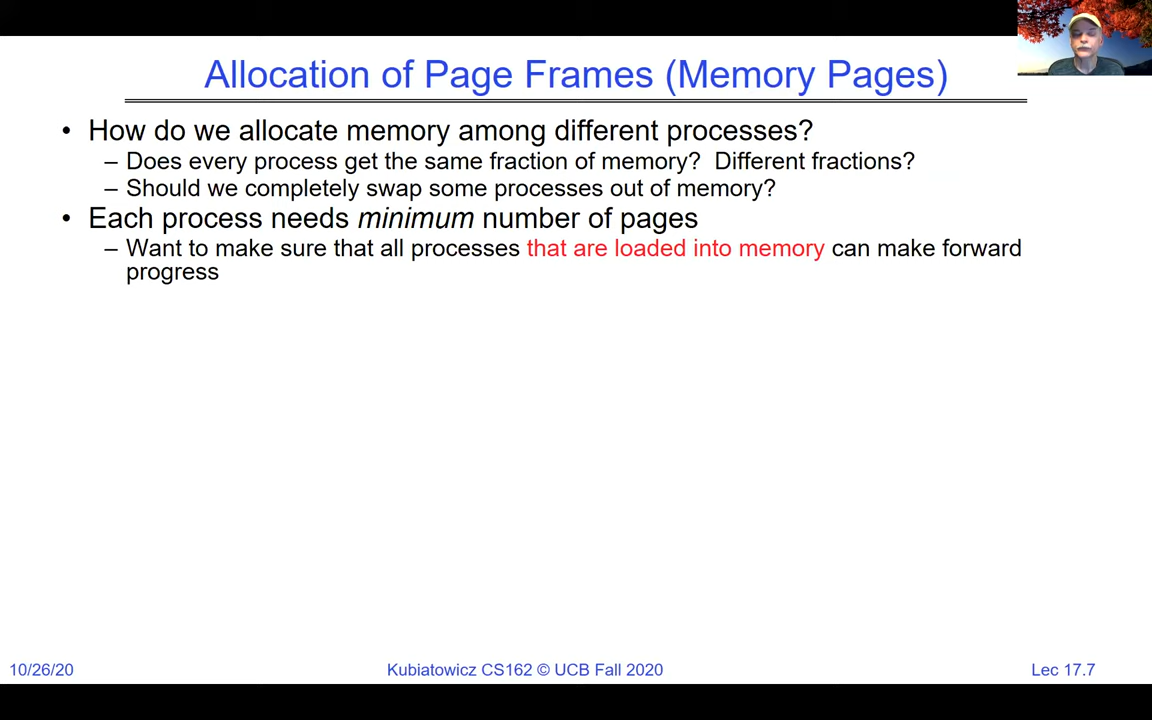 Allocation of Page Frames (Memory Pages)
• How do we allocate memory among different processes?
– Does every process get the same fraction of memory?  Different fractions?
– Should we completely swap some processes out of memory?
• Each process needs minimum number of pages
– Want to make sure that all processes that are loaded into memory can make forward
progress
10/26/20
Kubiatowicz CS162 © UCB Fall 2020
Lec 17.7